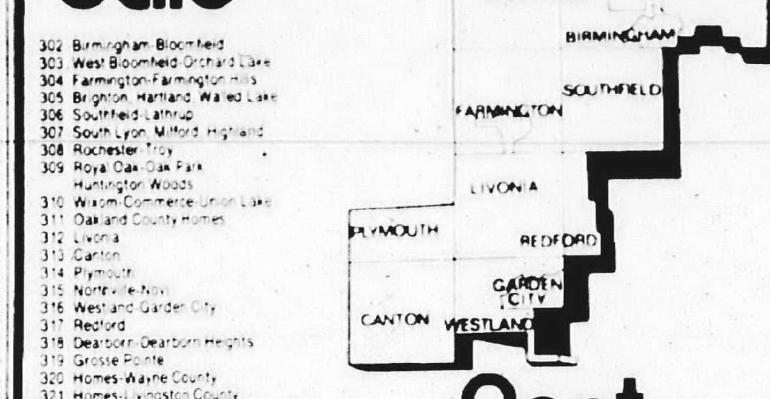 302 Birmingham-Bloomfield
303 West Bloomfield-Orchard Lake
304 Farmington-Farmington Hills
305 Brighton, Hartland, Walled Lake
306 Southfield-Lathrup
307 South Lyon, Milford, Highland
308 Rochester-Troy
309 Royal Oak-Oak Park
Huntington Woods
310 Wixom-Commerce-Union Lake
311 Oakland County Homes
312 Livonia
313 Canton
314 Plymouth
315 Northville-Novi
316 Westland-Garden City
317 Redford
318 Dearborn-Dearborn Heights
319 Grosse Pointe
320 Homes-Wayne County
321 Homes-Livingston County
BIRMINGHAM
SOUTHFIELD
FARMINGTON
LIVONIA
PLYMOUTH
REDFORD
GARDEN
CITY
CANTON
WESTLAND